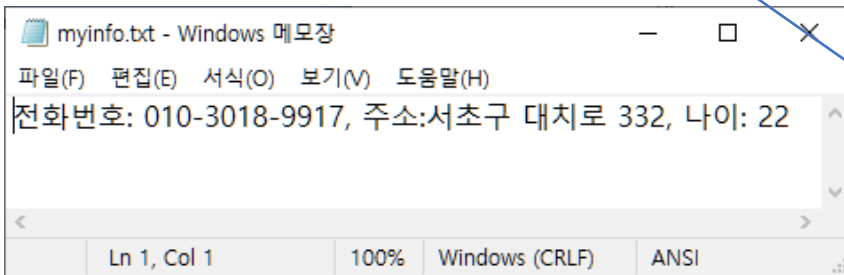 myinfo.txt - Windows 메모장
파일(F) 편집(E) 서식(O) 보기(V) 도움말(H)
전화번호: 010-3018-9917, 주소:서초구 대치로 332, 나이: 22
Ln 1, Col 1 100% Windows (CRLF) ANSI